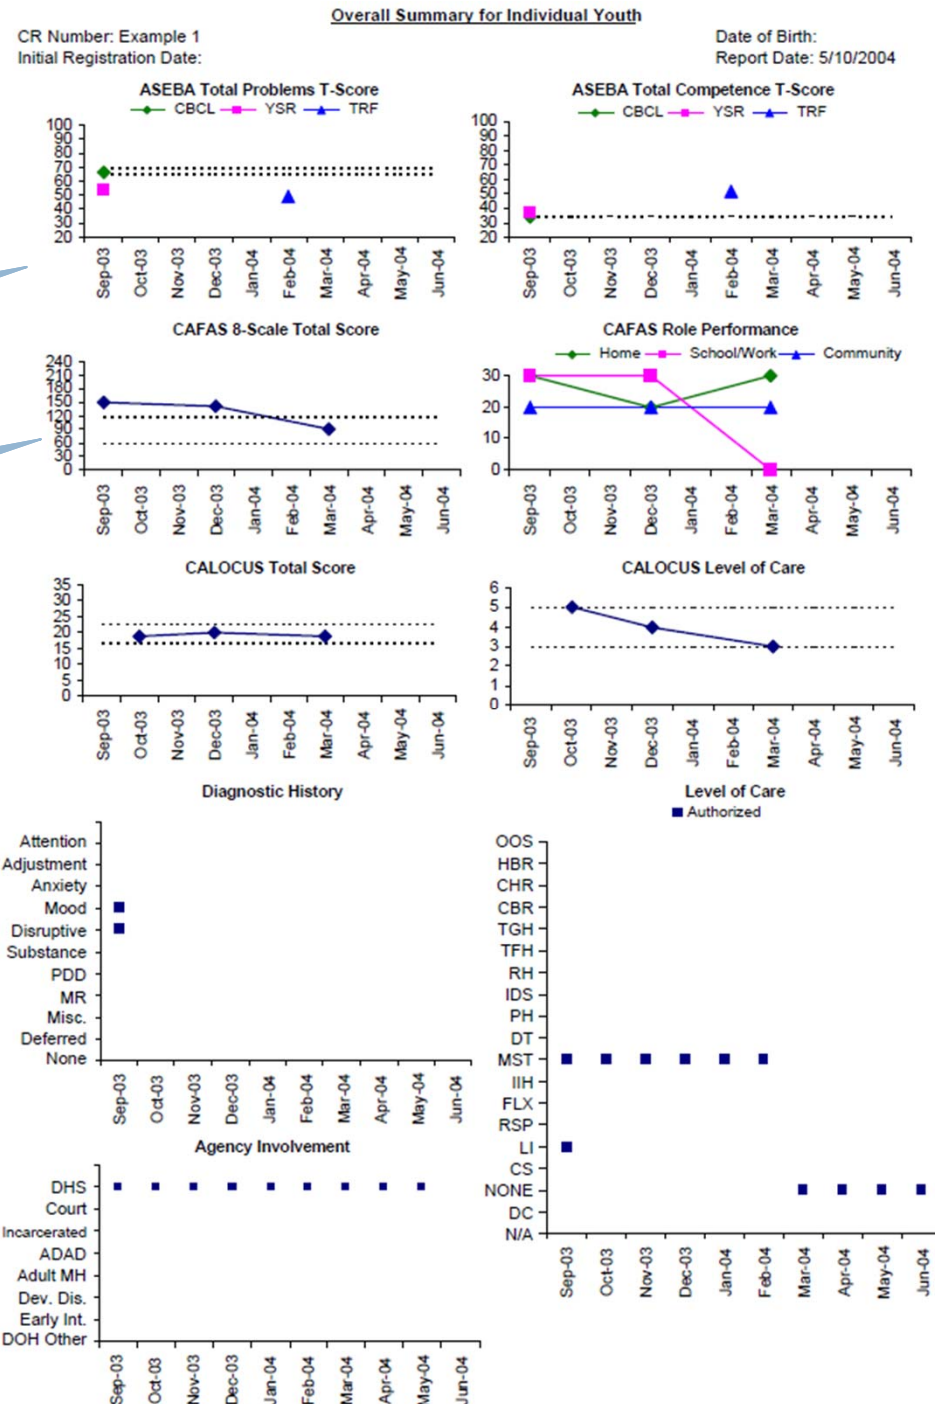 Overall Summary for Individual Youth
CR Number: Example 1
Date of Birth:
Initial Registration Date:
Report Date: 5/10/2004
ASEBA Total Problems T-Score
CBCL YSR TRF
100
90
80
70
60
50
40
30
20
Sep-03 Oct-03 Nov-03 Dec-03 Jan-04 Feb-04 Mar-04 Apr-04 May-04 Jun-04
ASEBA Total Competence T-Score
CBCL YSR TRF
100
90
80
70
60
50
40
30
20
Sep-03 Oct-03 Nov-03 Dec-03 Jan-04 Feb-04 Mar-04 Apr-04 May-04 Jun-04
CAFAS 8-Scale Total Score
240
210
180
150
120
90
60
30
0
Sep-03 Oct-03 Nov-03 Dec-03 Jan-04 Feb-04 Mar-04 Apr-04 May-04 Jun-04
CAFAS Role Performance
Home School/Work Community
30
20
10
0
Sep-03 Oct-03 Nov-03 Dec-03 Jan-04 Feb-04 Mar-04 Apr-04 May-04 Jun-04
CALOCUS Total Score
35
30
25
20
15
10
5
0
Sep-03 Oct-03 Nov-03 Dec-03 Jan-04 Feb-04 Mar-04 Apr-04 May-04 Jun-04
CALOCUS Level of Care
6
5
4
3
2
1
0
Sep-03 Oct-03 Nov-03 Dec-03 Jan-04 Feb-04 Mar-04 Apr-04 May-04 Jun-04
Diagnostic History
Attention
Adjustment
Anxiety
Mood
Disruptive
Substance
PDD
MR
Misc.
Deferred
None
Sep-03 Oct-03 Nov-03 Dec-03 Jan-04 Feb-04 Mar-04 Apr-04 May-04 Jun-04
Level of Care
Authorized
OOS
HBR
CHR
CBR
TGH
TFH
RH
IDS
PH
DT
MST
IIH
FLX
RSP
LI
CS
NONE
DC
N/A
Sep-03 Oct-03 Nov-03 Dec-03 Jan-04 Feb-04 Mar-04 Apr-04 May-04 Jun-04
Agency Involvement
DHS
Court
Incarcerated
ADAD
Adult MH
Dev. Dis.
Early Int.
DOH Other
Sep-03 Oct-03 Nov-03 Dec-03 Jan-04 Feb-04 Mar-04 Apr-04 May-04 Jun-04